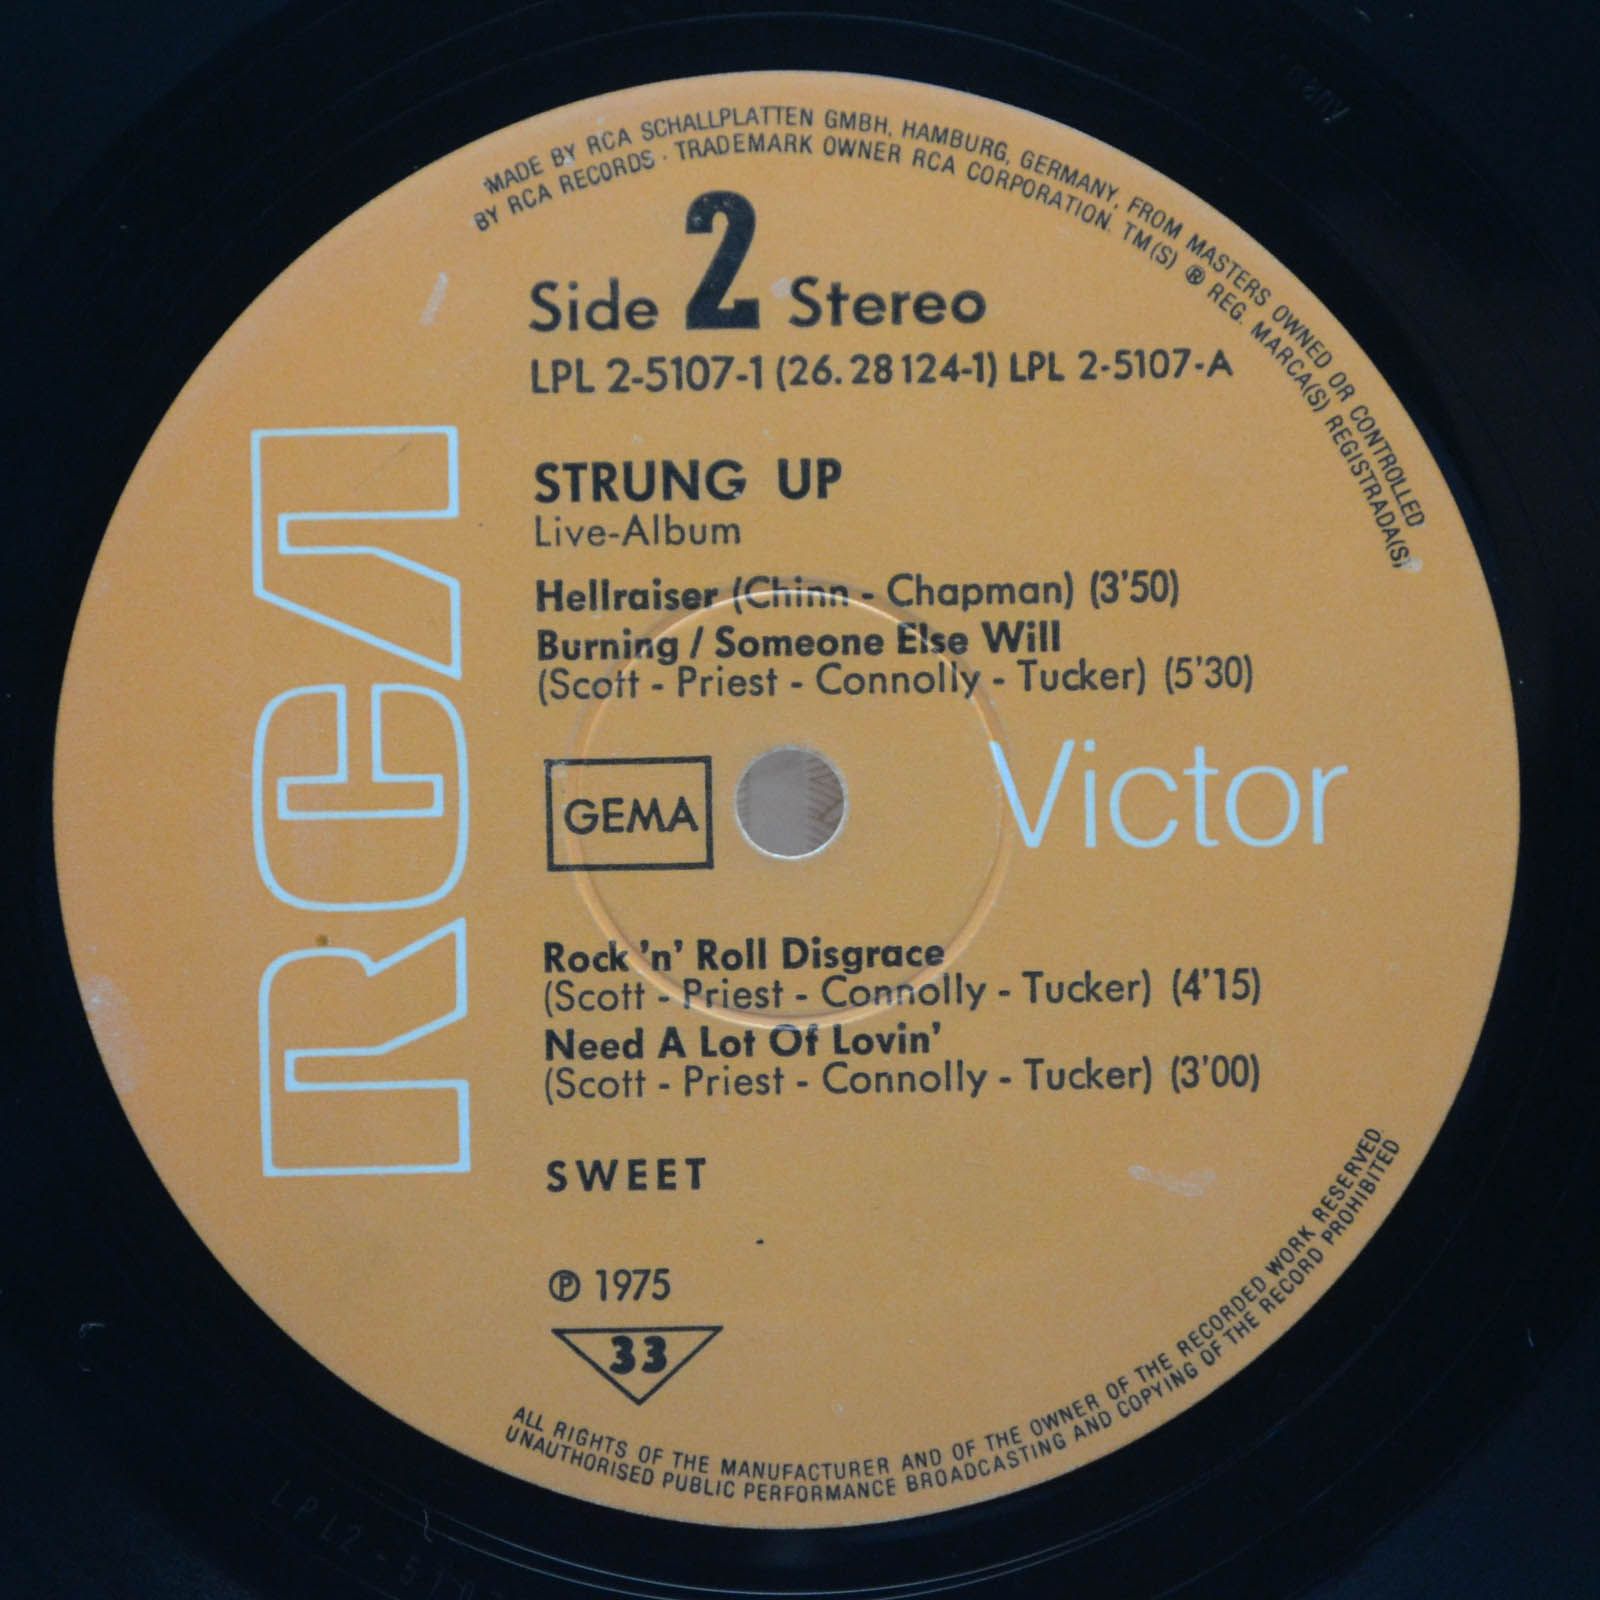 MADE BY RCA SCHALLPLATTEN GMBH, HAMBURG, GERMANY, FROM MASTERS OWNED OR CONTROLLED
BY RCA RECORDS · TRADEMARK OWNER RCA CORPORATION. TM(S) ® REG. MARCA(S) REGISTRADA(S)
Side 2 Stereo
LPL 2-5107-1 (26.28124-1) LPL 2-5107-A
RCA
STRUNG UP
Live-Album
Hellraiser (Chinn - Chapman) (3'50)
Burning / Someone Else Will
(Scott - Priest - Connolly - Tucker) (5'30)
GEMA
Victor
Rock 'n' Roll Disgrace
(Scott - Priest - Connolly - Tucker) (4'15)
Need A Lot Of Lovin'
(Scott - Priest - Connolly - Tucker) (3'00)
SWEET
℗ 1975
33
ALL RIGHTS OF THE MANUFACTURER AND OF THE OWNER OF THE RECORDED WORK RESERVED.
UNAUTHORISED PUBLIC PERFORMANCE BROADCASTING AND COPYING OF THE RECORD PROHIBITED